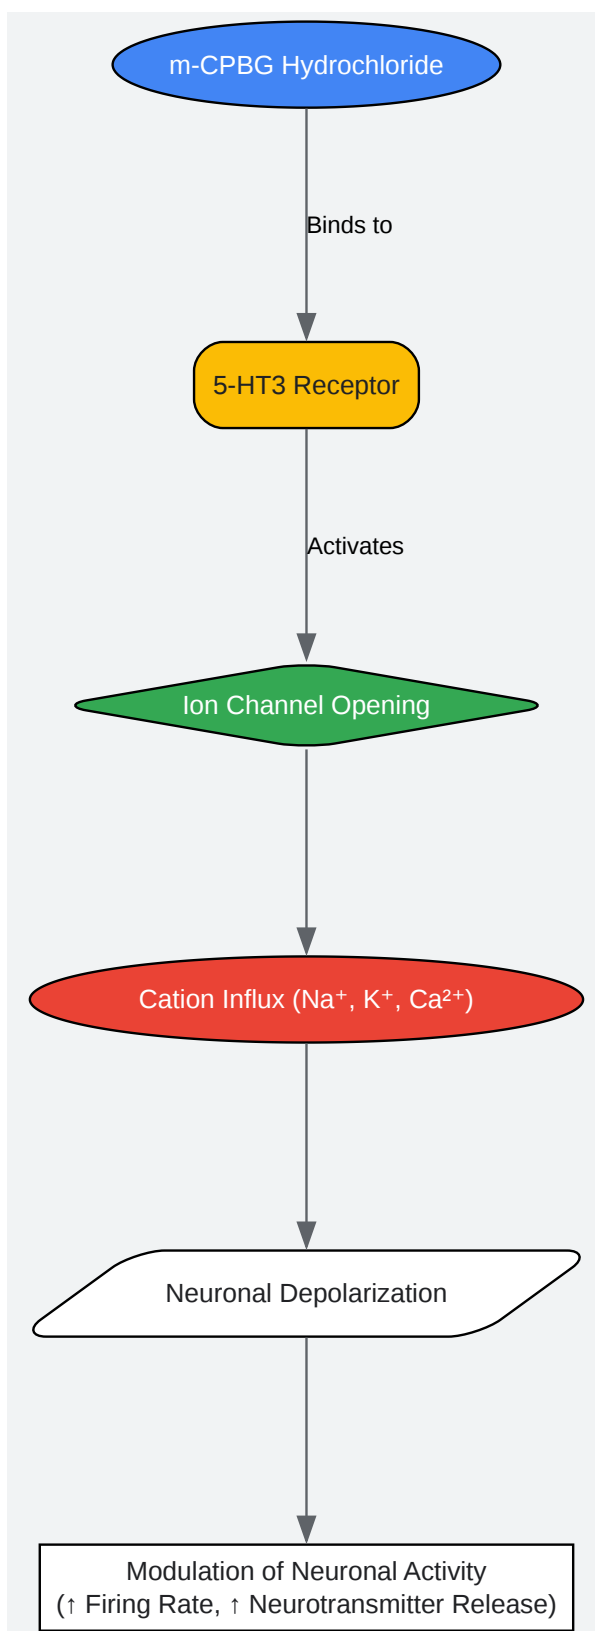 m-CPBG Hydrochloride
Binds to
5-HT3 Receptor
Activates
Ion Channel Opening
Cation Influx (Na⁺, K⁺, Ca²⁺)
Neuronal Depolarization
Modulation of Neuronal Activity
(↑ Firing Rate, ↑ Neurotransmitter Release)